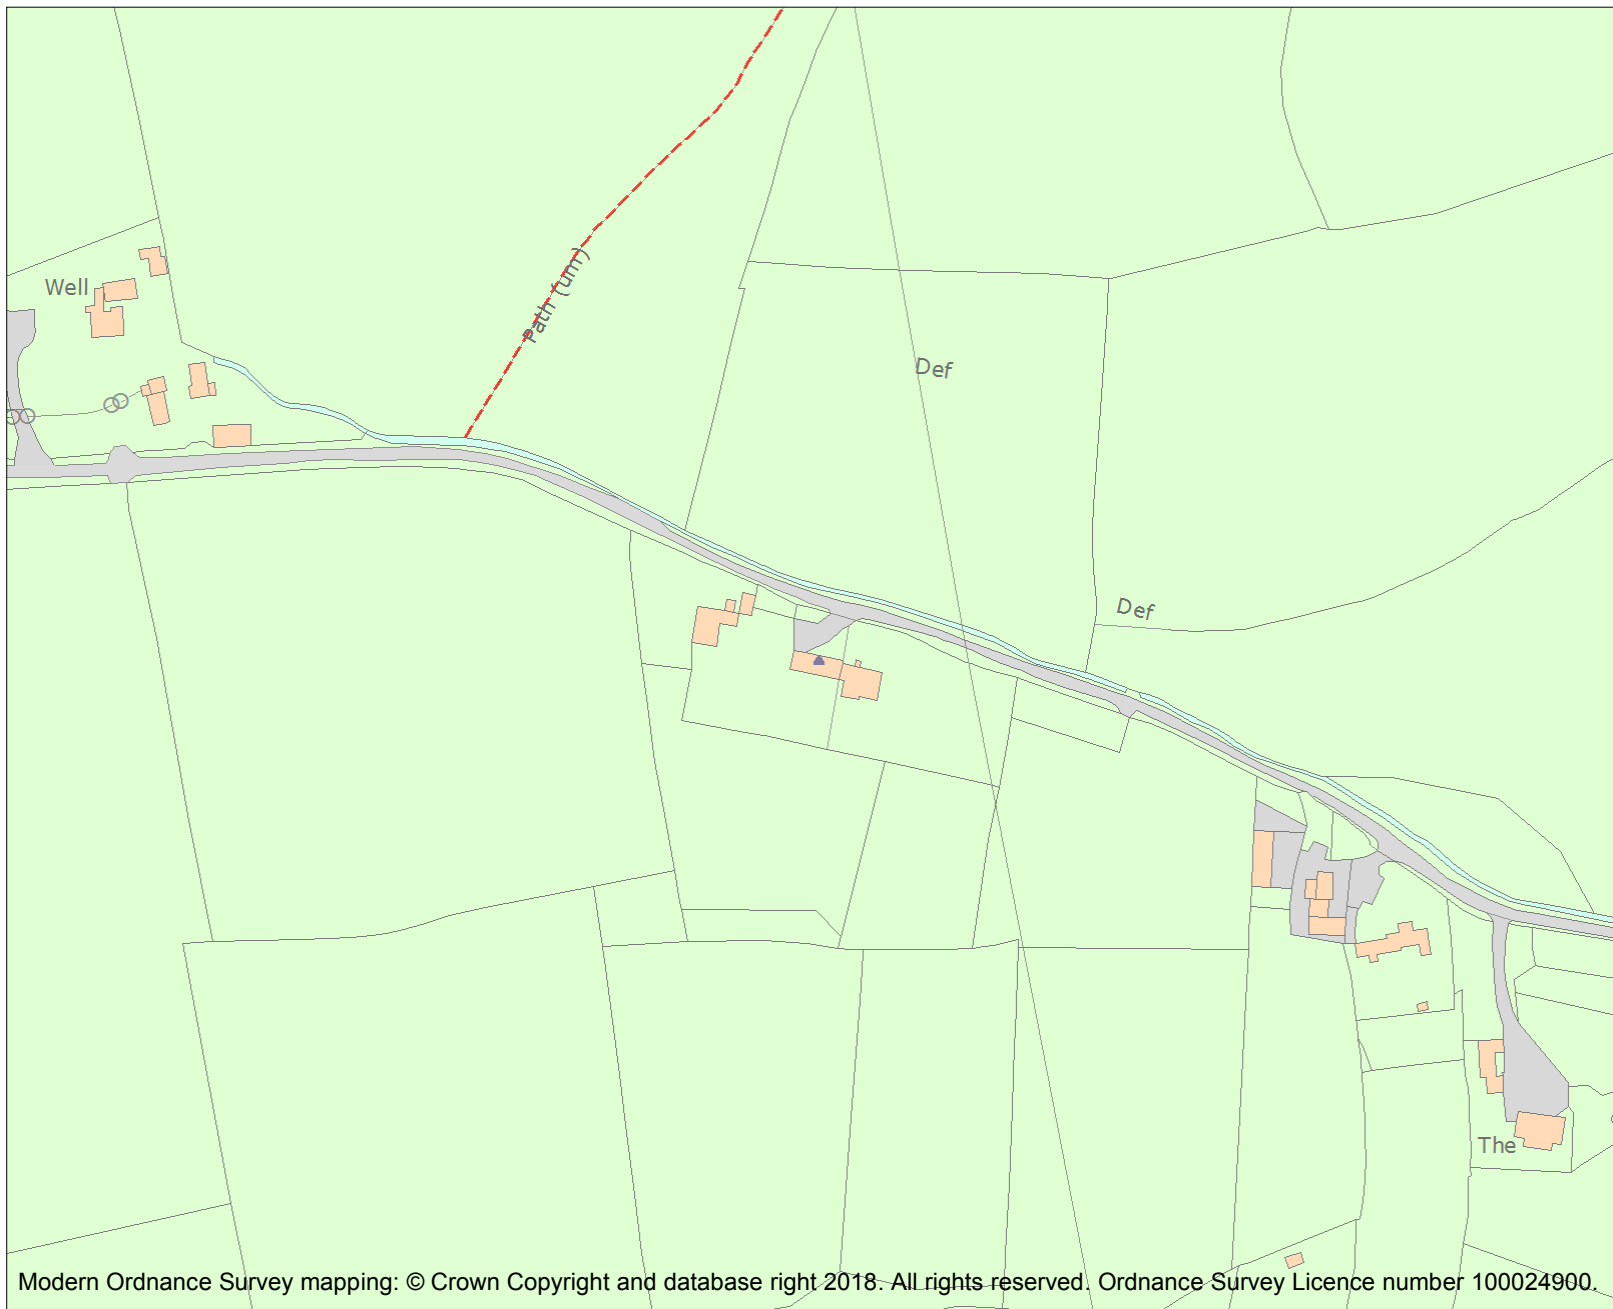 Path (um)
Well
Def
Def
The
Modern Ordnance Survey mapping: © Crown Copyright and database right 2018. All rights reserved. Ordnance Survey Licence number 100024900.